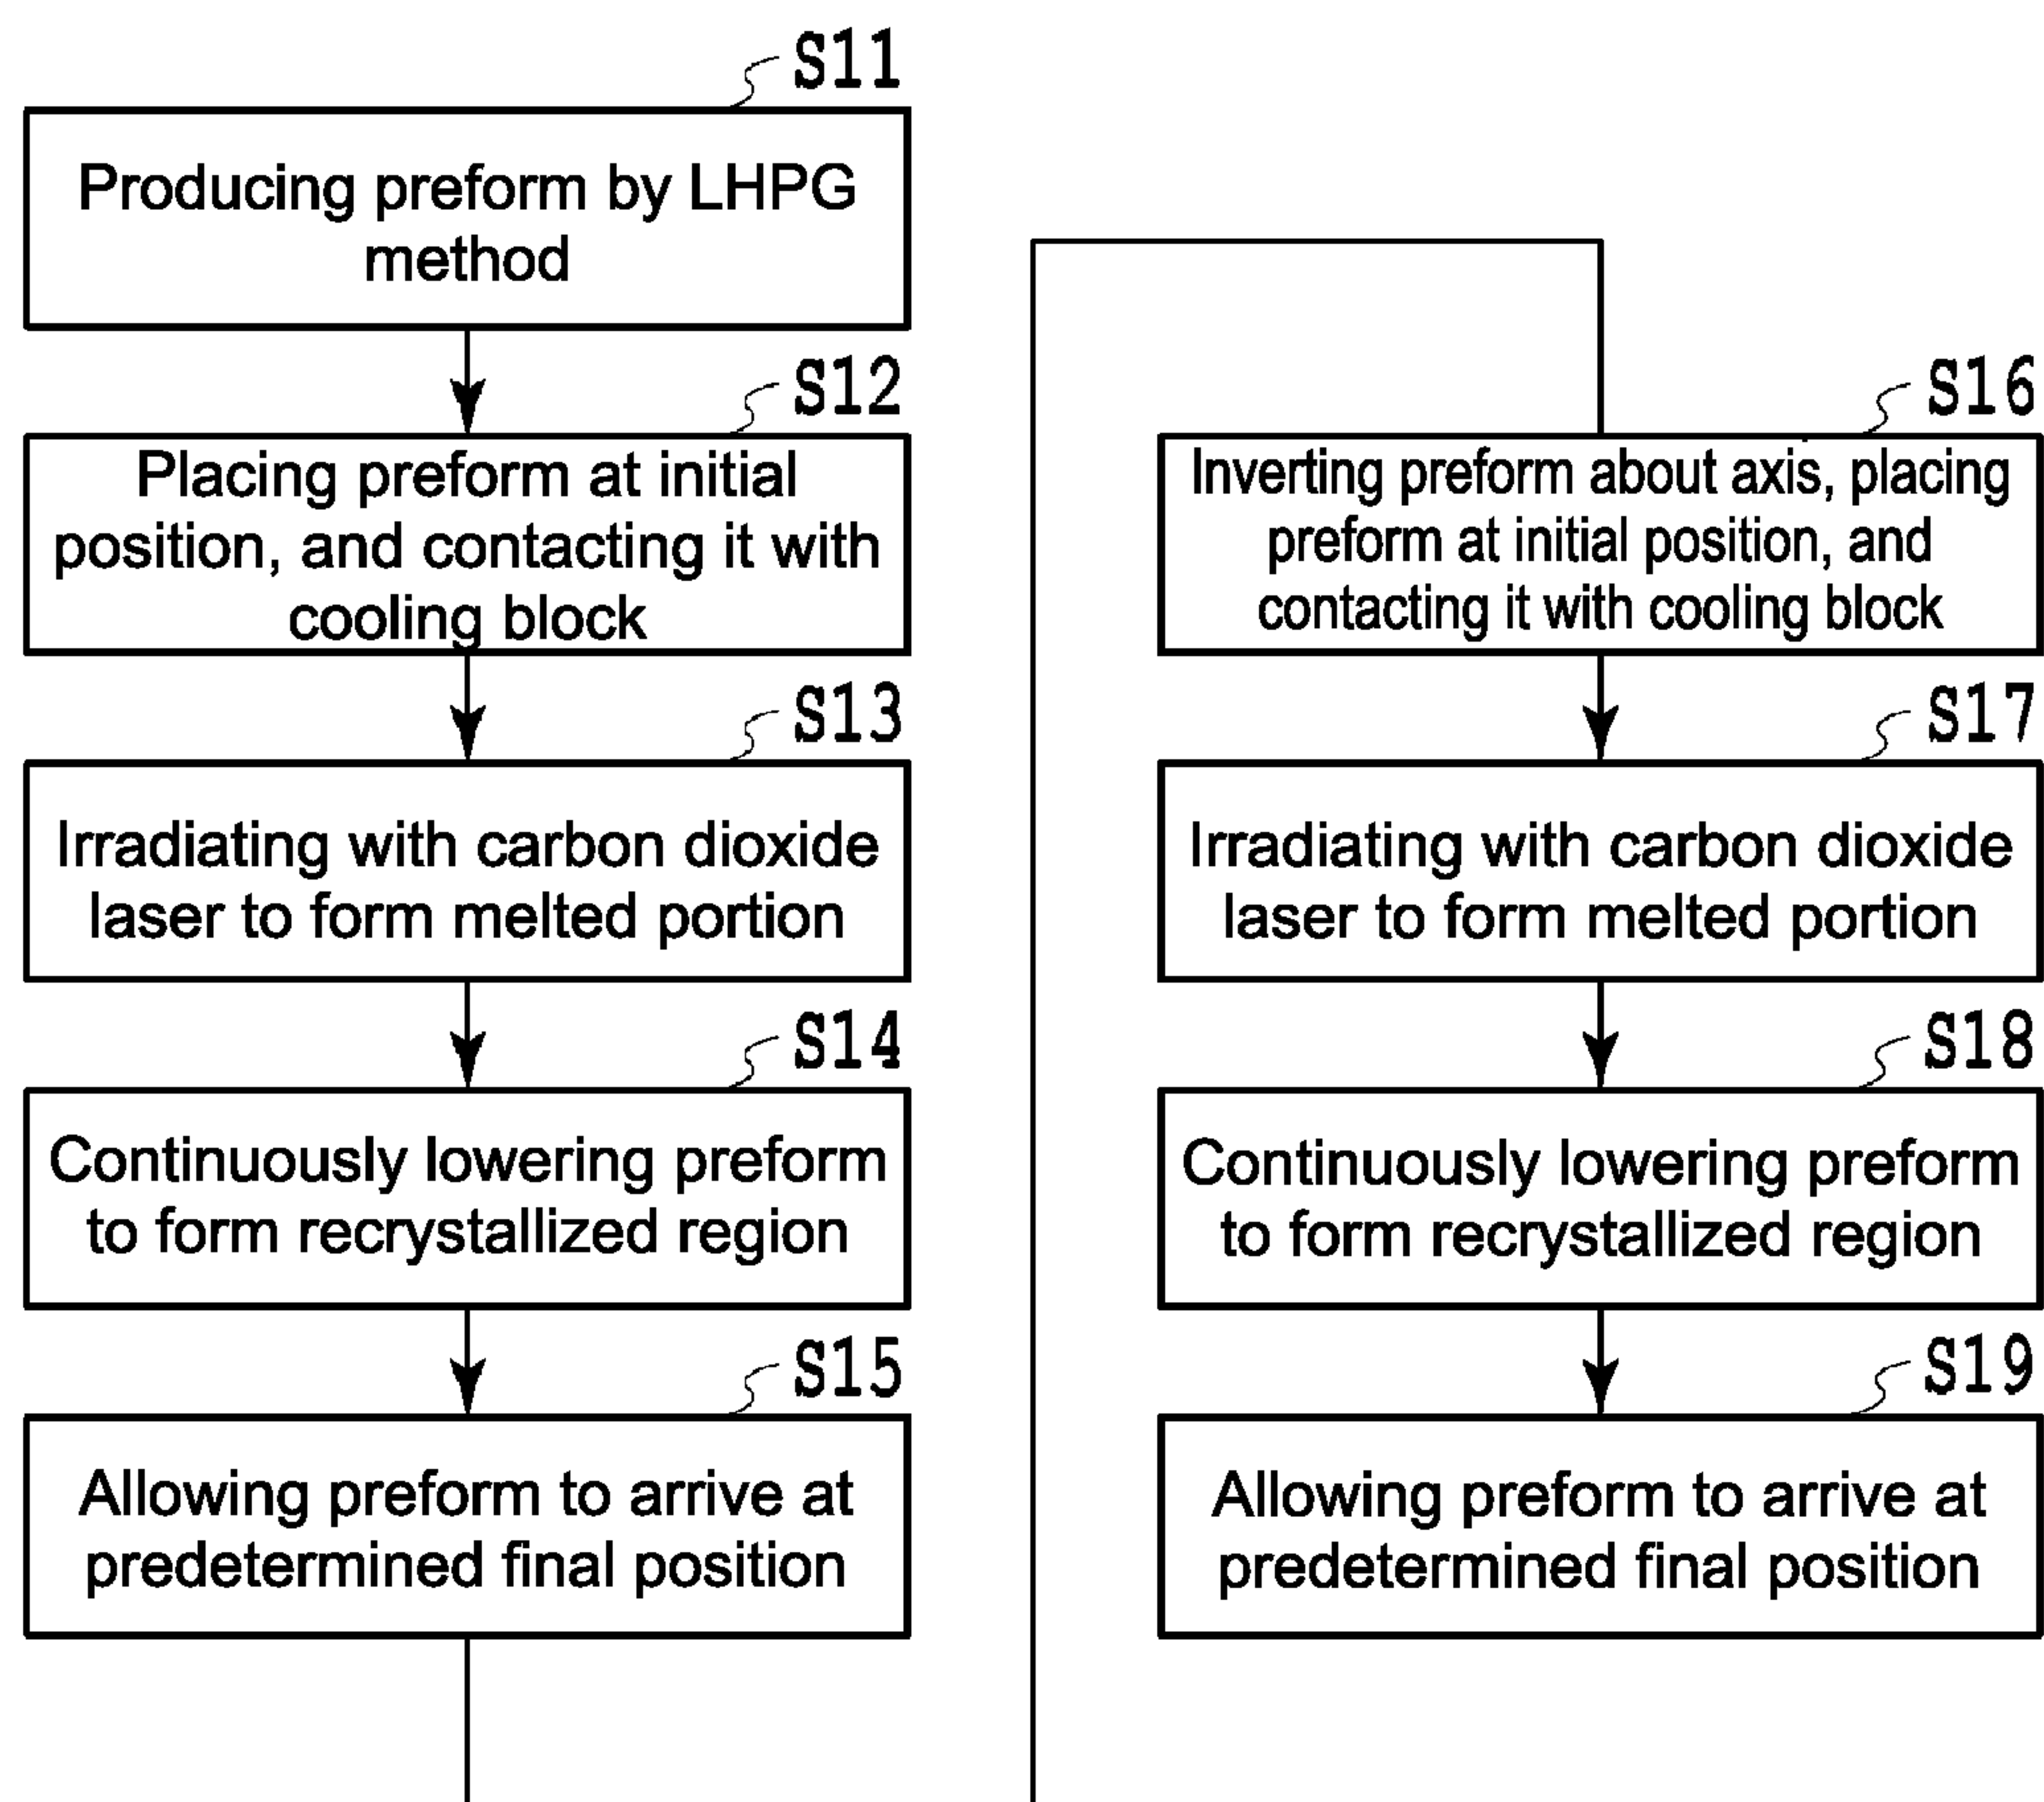 S11
Producing preform by LHPG
method
S12
Placing preform at initial
position, and contacting it with
cooling block
S13
Irradiating with carbon dioxide
laser to form melted portion
S14
Continuously lowering preform
to form recrystallized region
S15
Allowing preform to arrive at
predetermined final position
S16
Inverting preform about axis, placing
preform at initial position, and
contacting it with cooling block
S17
Irradiating with carbon dioxide
laser to form melted portion
S18
Continuously lowering preform
to form recrystallized region
S19
Allowing preform to arrive at
predetermined final position